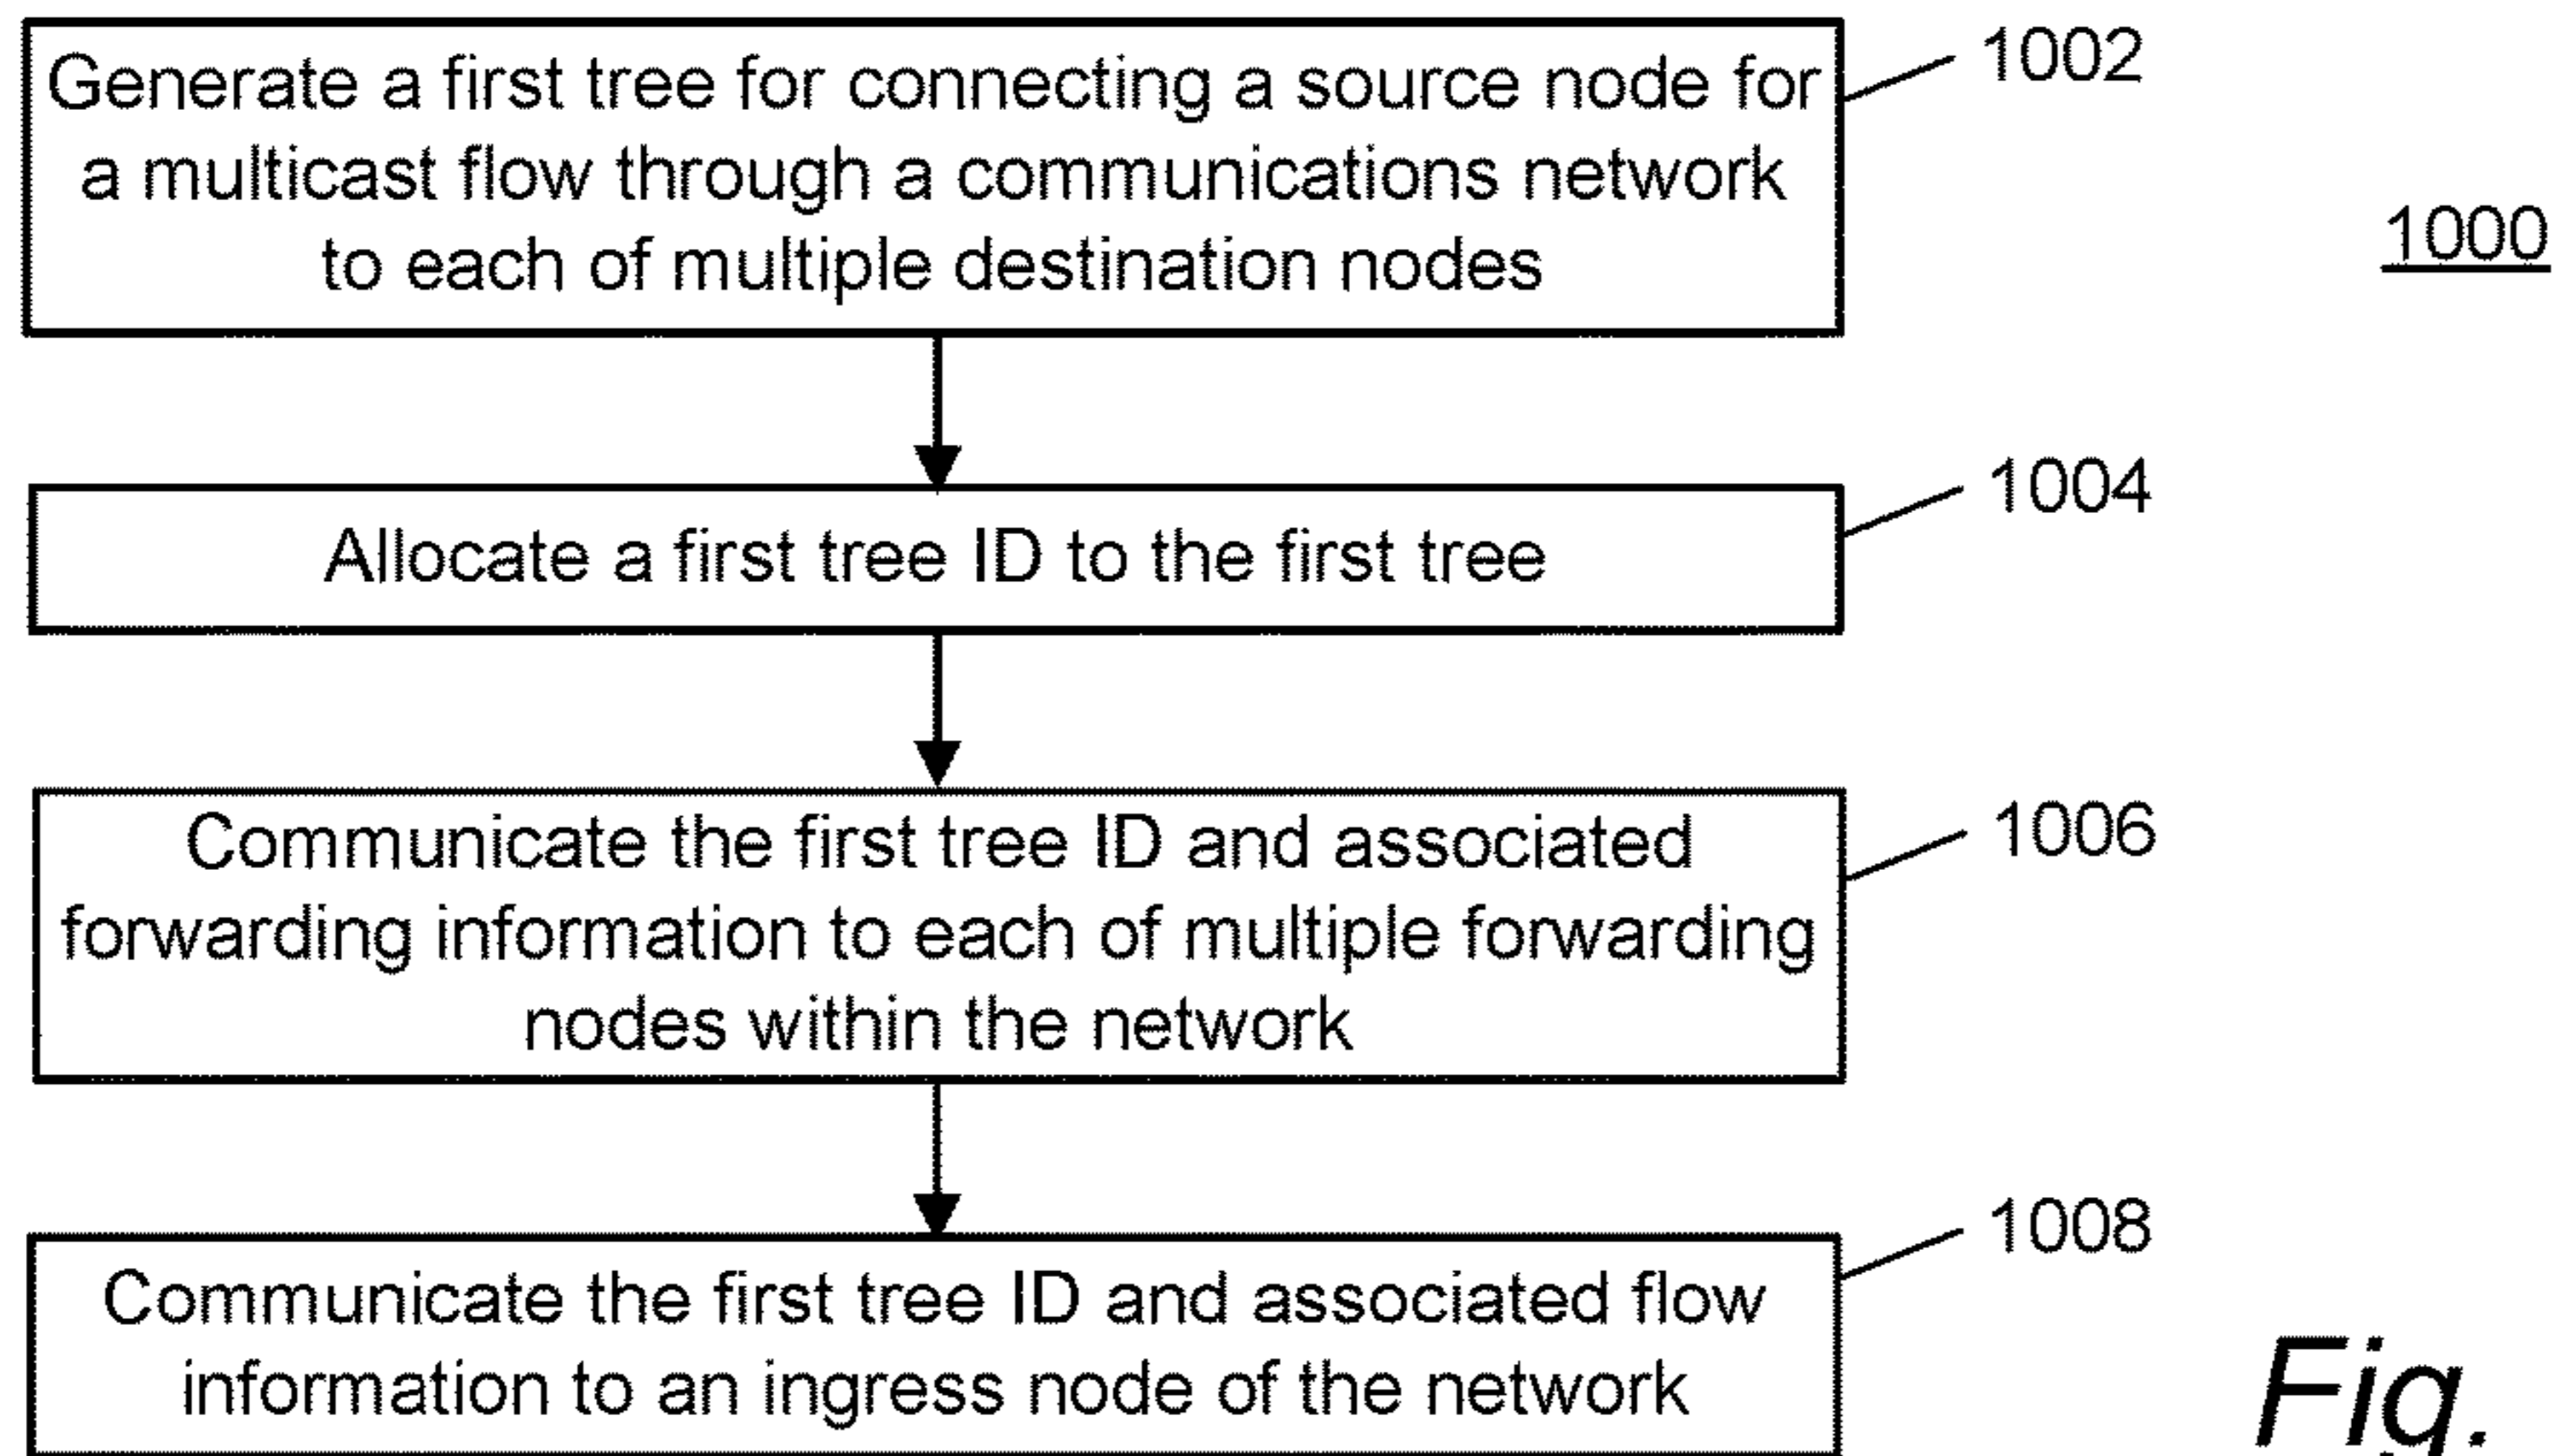 Generate a first tree for connecting a source node for
a multicast flow through a communications network
to each of multiple destination nodes
1002
1000
Allocate a first tree ID to the first tree
1004
Communicate the first tree ID and associated
forwarding information to each of multiple forwarding
nodes within the network
1006
Communicate the first tree ID and associated flow
information to an ingress node of the network
1008
Fig.